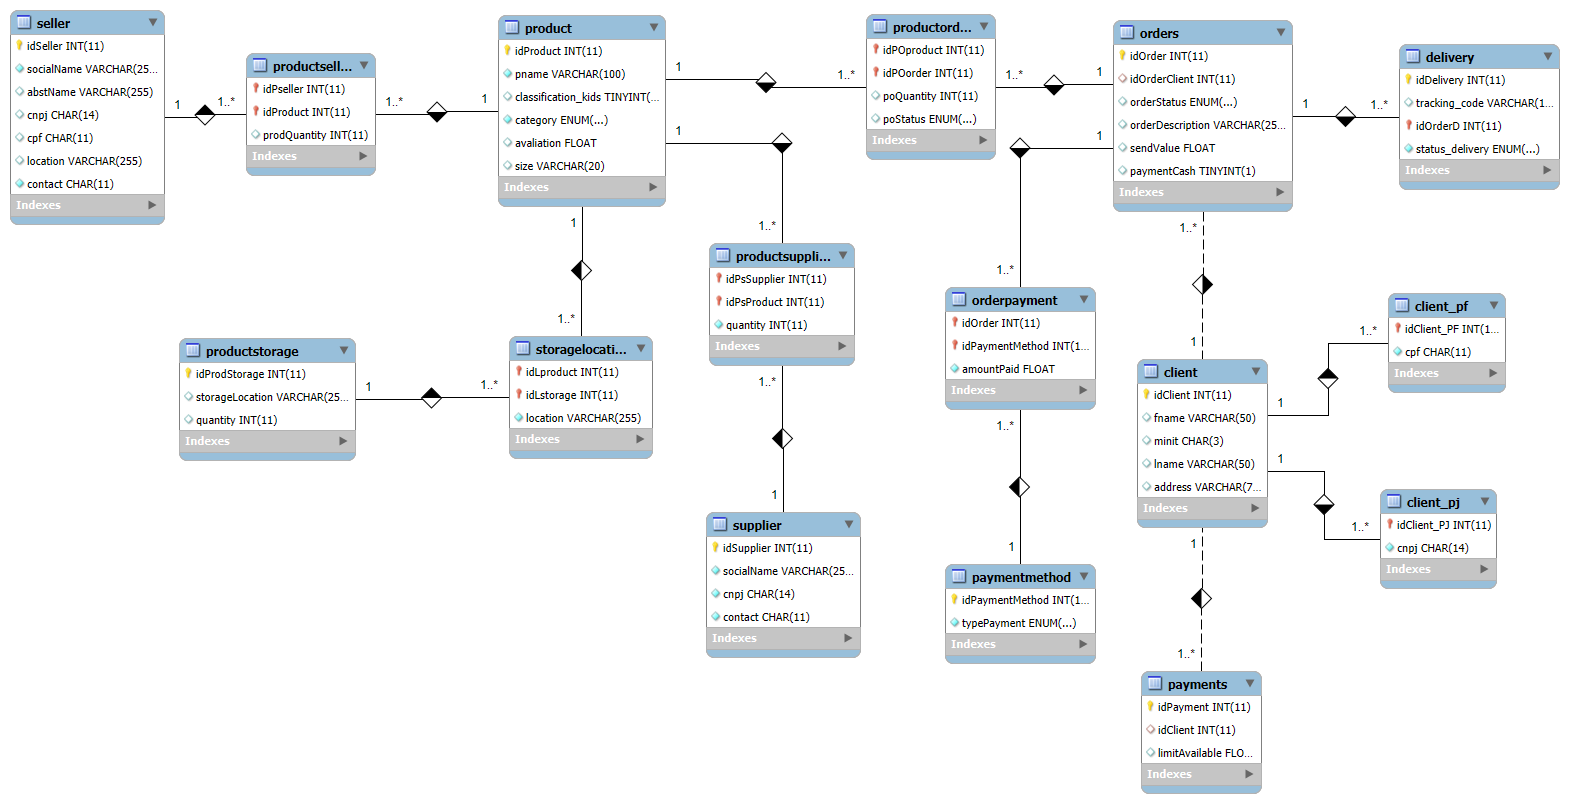 seller
idSeller INT(11)
socialName VARCHAR(25...
abstName VARCHAR(255)
cnpj CHAR(14)
cpf CHAR(11)
location VARCHAR(255)
contact CHAR(11)
Indexes
1
1..*
productsell...
idPseller INT(11)
idProduct INT(11)
prodQuantity INT(11)
Indexes
1..*
1
product
idProduct INT(11)
pname VARCHAR(100)
classification_kids TINYINT(...
category ENUM(...)
avaliation FLOAT
size VARCHAR(20)
Indexes
1
1..*
1
1..*
1
1..*
productord...
idPOproduct INT(11)
idPOorder INT(11)
poQuantity INT(11)
poStatus ENUM(...)
Indexes
1..*
1
orders
idOrder INT(11)
idOrderClient INT(11)
orderStatus ENUM(...)
orderDescription VARCHAR(25...
sendValue FLOAT
paymentCash TINYINT(1)
Indexes
1
1..*
delivery
idDelivery INT(11)
tracking_code VARCHAR(1...
idOrderD INT(11)
status_delivery ENUM(...)
Indexes
1
1..*
1..*
1
productsuppli...
idPsSupplier INT(11)
idPsProduct INT(11)
quantity INT(11)
Indexes
1..*
1
orderpayment
idOrder INT(11)
idPaymentMethod INT(1...
amountPaid FLOAT
Indexes
1..*
1
client_pf
idClient_PF INT(1...
cpf CHAR(11)
Indexes
productstorage
idProdStorage INT(11)
storageLocation VARCHAR(25...
quantity INT(11)
Indexes
1
1..*
storagelocati...
idLproduct INT(11)
idLstorage INT(11)
location VARCHAR(255)
Indexes
client
idClient INT(11)
fname VARCHAR(50)
minit CHAR(3)
lname VARCHAR(50)
address VARCHAR(7...
Indexes
1
1..*
1
1..*
1
1..*
client_pj
idClient_PJ INT(11)
cnpj CHAR(14)
Indexes
supplier
idSupplier INT(11)
socialName VARCHAR(25...
cnpj CHAR(14)
contact CHAR(11)
Indexes
paymentmethod
idPaymentMethod INT(1...
typePayment ENUM(...)
Indexes
payments
idPayment INT(11)
idClient INT(11)
limitAvailable FLO...
Indexes